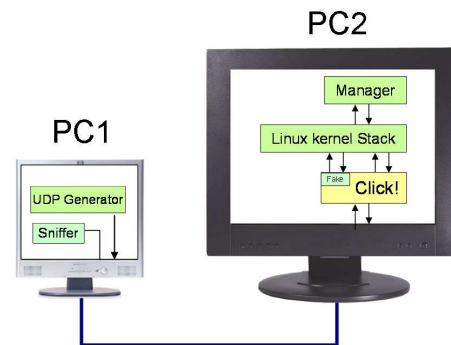 PC2
Manager
PC1
Linux kernel Stack
Fake
Click!
UDP Generator
Sniffer